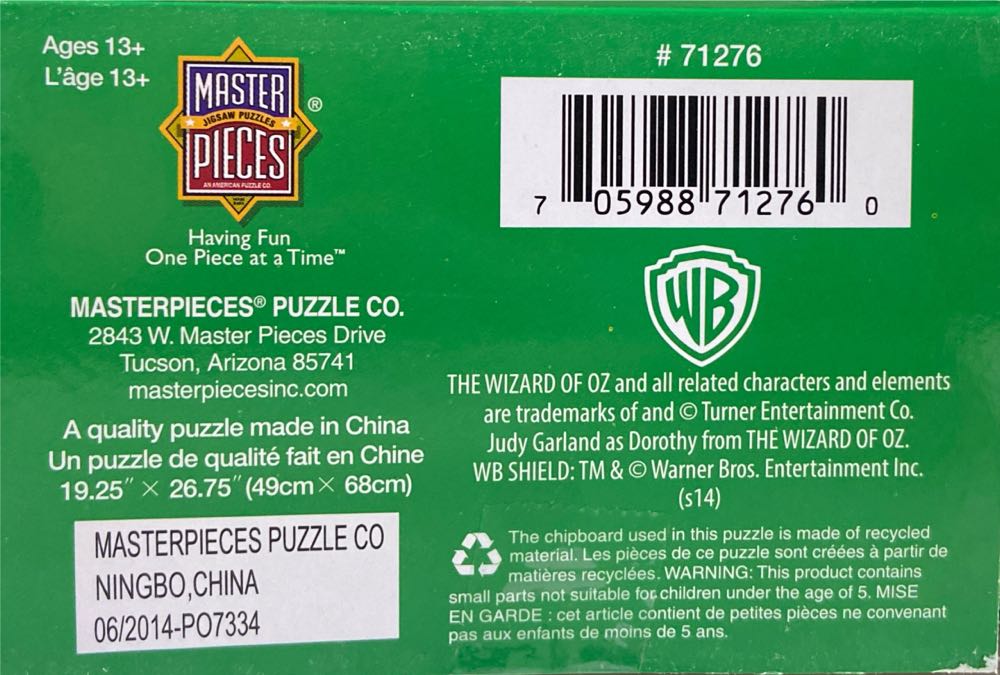 Ages 13+
L'âge 13+
MASTER
JIGSAW PUZZLES
PIECES
AN AMERICAN PUZZLE CO.
®
Having Fun
One Piece at a Time™
MASTERPIECES® PUZZLE CO.
2843 W. Master Pieces Drive
Tucson, Arizona 85741
masterpiecesinc.com
A quality puzzle made in China
Un puzzle de qualité fait en Chine
19.25″ × 26.75″ (49cm × 68cm)
MASTERPIECES PUZZLE CO
NINGBO,CHINA
06/2014-PO7334
# 71276
7 05988 71276 0
WB
THE WIZARD OF OZ and all related characters and elements
are trademarks of and © Turner Entertainment Co.
Judy Garland as Dorothy from THE WIZARD OF OZ.
WB SHIELD: TM & © Warner Bros. Entertainment Inc.
(s14)
The chipboard used in this puzzle is made of recycled
material. Les pièces de ce puzzle sont créées à partir de
matières recyclées. WARNING: This product contains
small parts not suitable for children under the age of 5. MISE
EN GARDE : cet article contient de petites pièces ne convenant
pas aux enfants de moins de 5 ans.